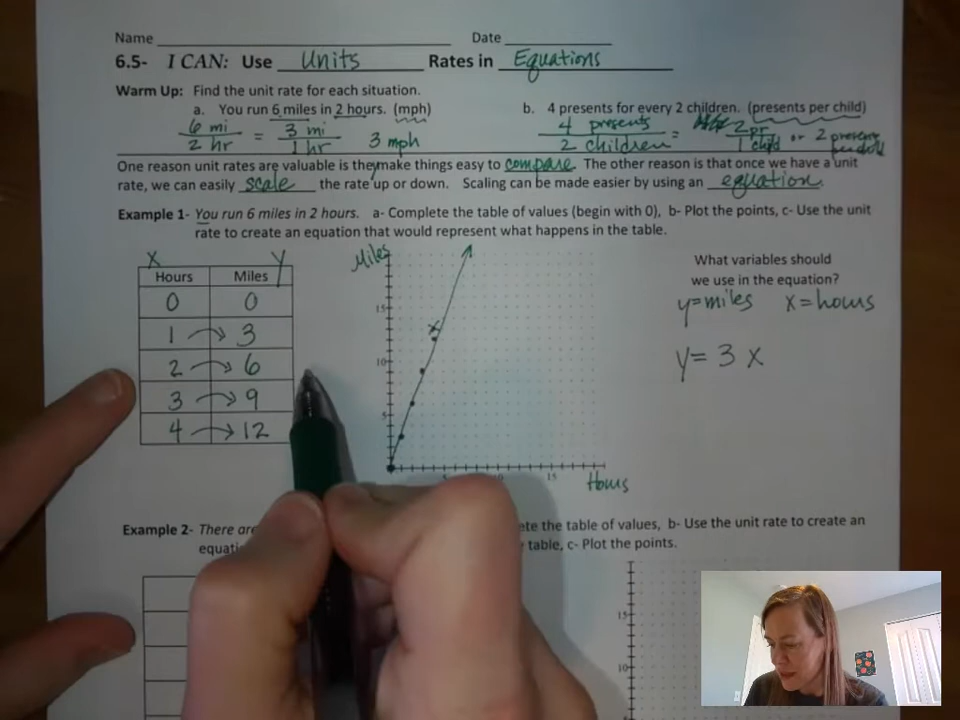 Name Date
6.5- I CAN: Use Units Rates in Equations
Warm Up: Find the unit rate for each situation.
a. You run 6 miles in 2 hours. (mph)
6 mi / 2 hr = 3 mi / 1 hr 3 mph
b. 4 presents for every 2 children. (presents per child)
4 presents / 2 children = 2 pr / 1 child or 2 presents
One reason unit rates are valuable is they make things easy to compare. The other reason is that once we have a unit
rate, we can easily scale the rate up or down. Scaling can be made easier by using an equation.
Example 1- You run 6 miles in 2 hours. a- Complete the table of values (begin with 0), b- Plot the points, c- Use the unit
rate to create an equation that would represent what happens in the table.
X Y
Hours Miles
0 0
1 3
2 6
3 9
4 12
Miles
15
10
5
15
Hours
What variables should
we use in the equation?
y=miles x=hours
y= 3 x
Example 2- There are
table of values, b- Use the unit rate to create an
equati table, c- Plot the points.
15
10